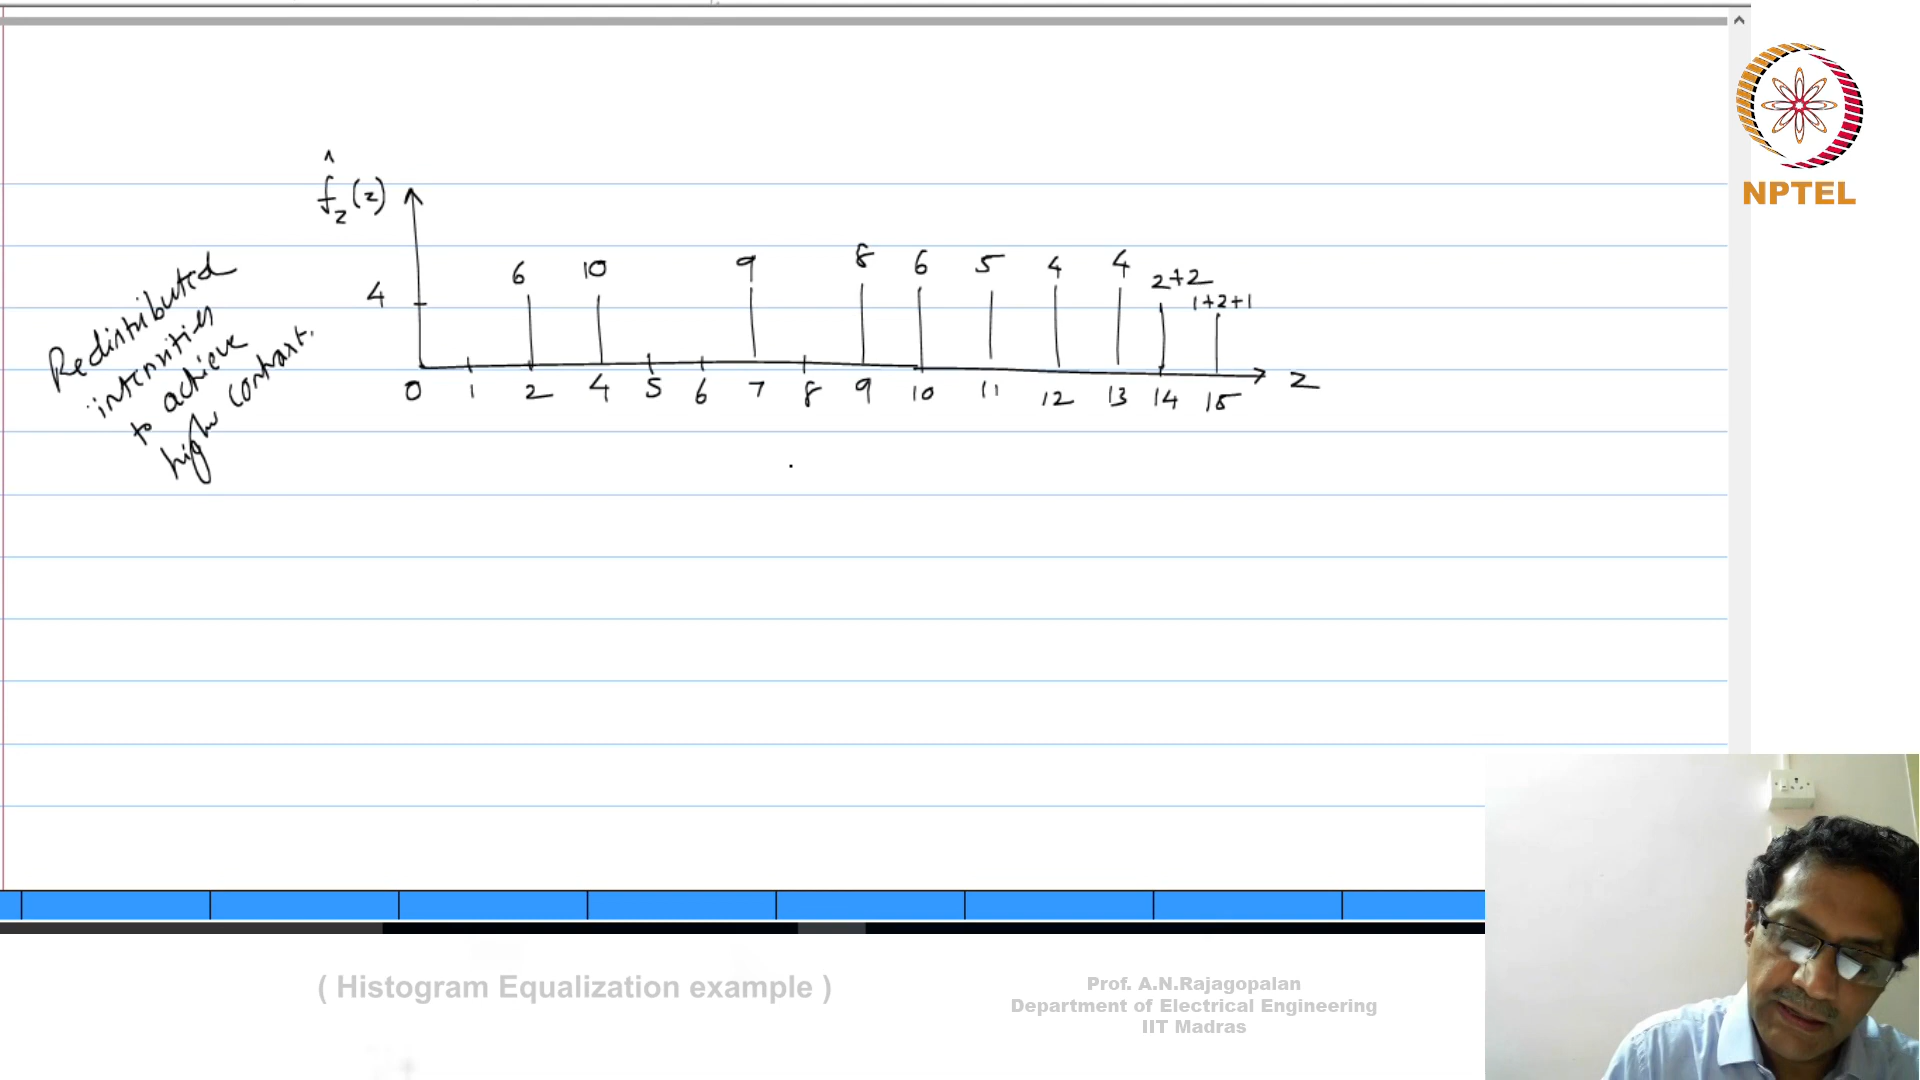 NPTEL
^
f_z(z)
Redistributed
intensities
to achieve
high contrast.
6 10 9 8 6 5 4 4 2+2 1+2+1
4
0 1 2 4 5 6 7 8 9 10 11 12 13 14 15 z
( Histogram Equalization example )
Prof. A.N.Rajagopalan
Department of Electrical Engineering
IIT Madras